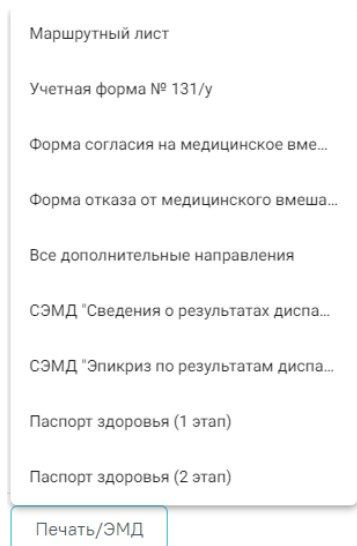 Маршрутный лист
Учетная форма № 131/у
Форма согласия на медицинское вме...
Форма отказа от медицинского вмеша...
Все дополнительные направления
СЭМД "Сведения о результатах диспа...
СЭМД "Эпикриз по результатам диспа...
Паспорт здоровья (1 этап)
Паспорт здоровья (2 этап)
Печать/ЭМД